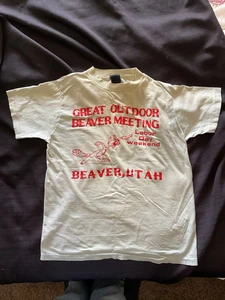 GREAT OUTDOOR
BEAVER MEETING
Labor
Day
Weekend
BEAVER, UTAH